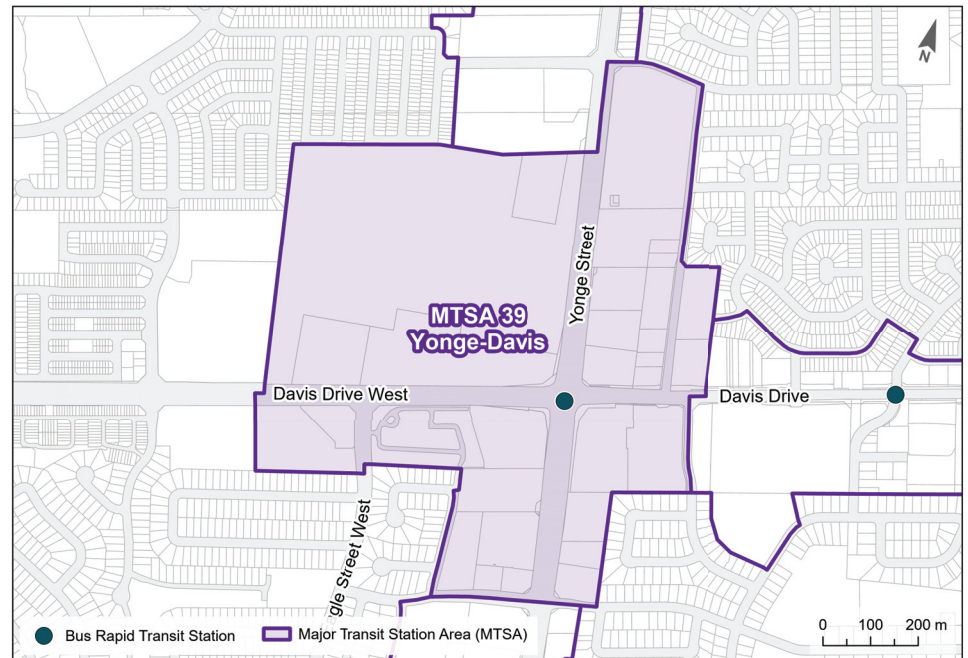 N
Yonge Street
MTSA 39
Yonge-Davis
Davis Drive West
Davis Drive
gle Street West
Bus Rapid Transit Station
Major Transit Station Area (MTSA)
0 100 200 m